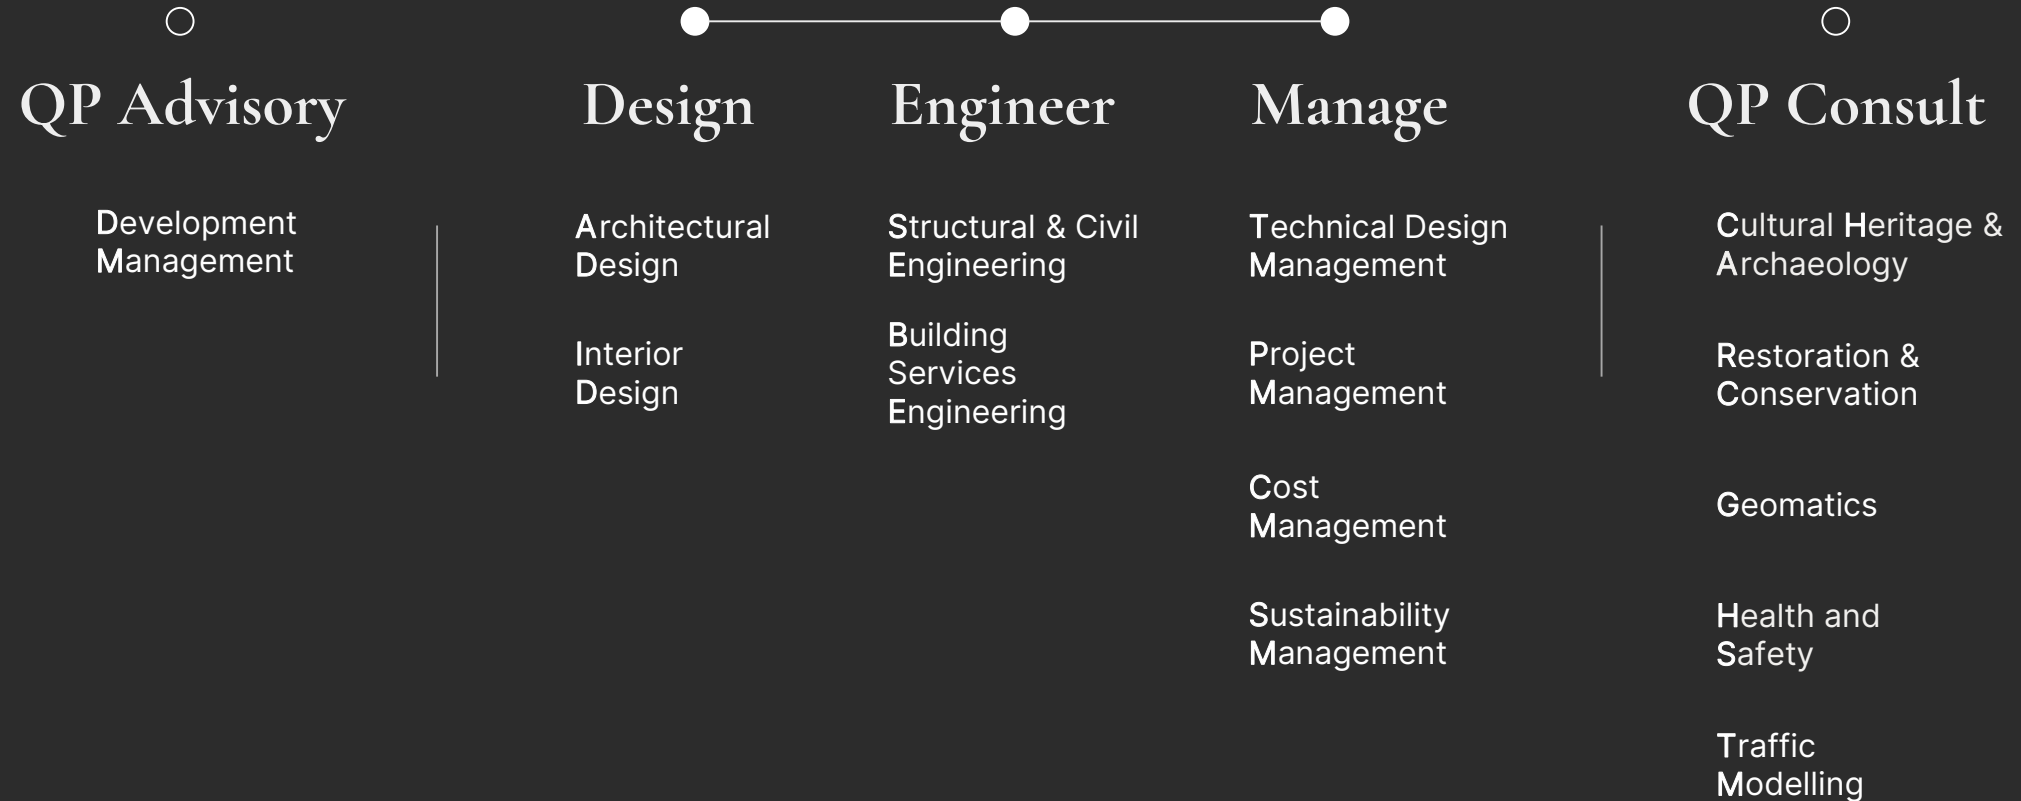 QP Advisory
Development
Management
Design
Architectural
Design
Interior
Design
Engineer
Structural & Civil
Engineering
Building
Services
Engineering
Manage
Technical Design
Management
Project
Management
Cost
Management
Sustainability
Management
QP Consult
Cultural Heritage &
Archaeology
Restoration &
Conservation
Geomatics
Health and
Safety
Traffic
Modelling